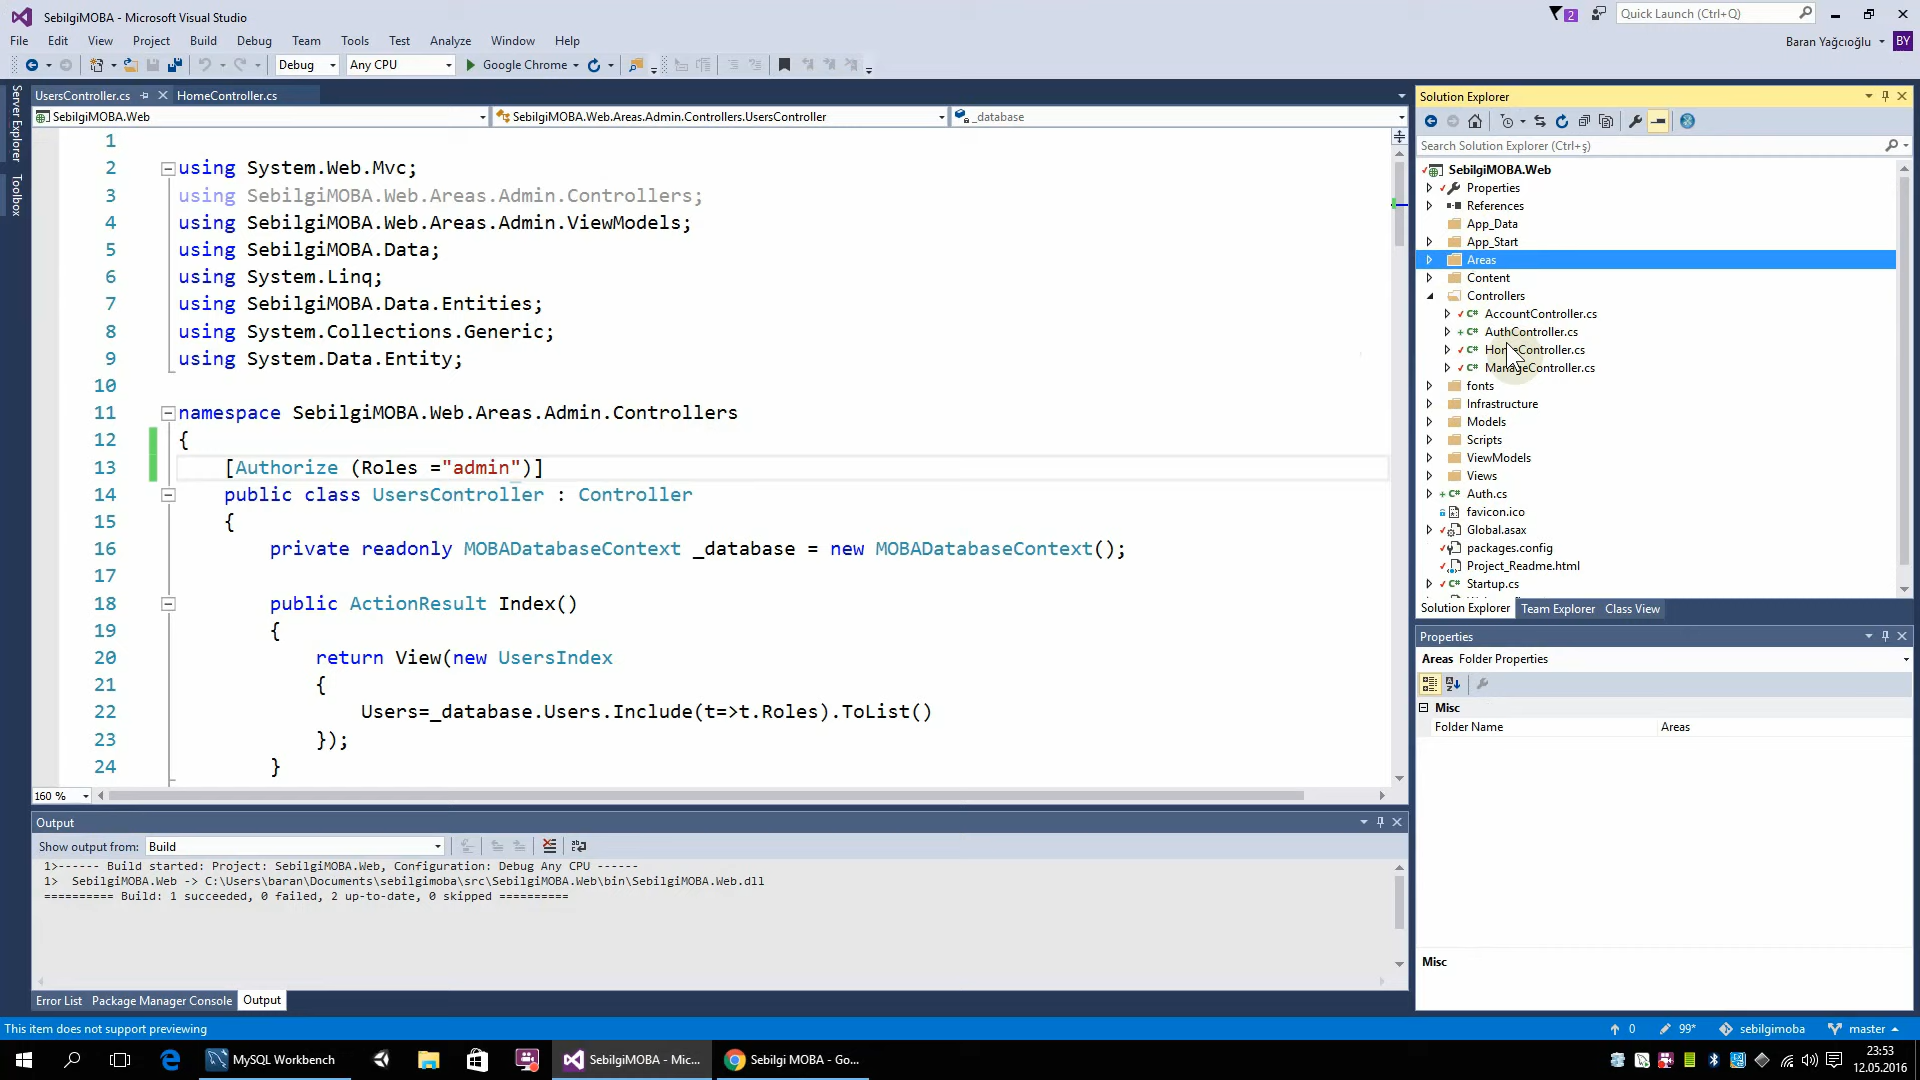 SebilgiMOBA - Microsoft Visual Studio
2
Quick Launch (Ctrl+Q)
File Edit View Project Build Debug Team Tools Test Analyze Window Help
Baran Yağcıoğlu BY
Debug Any CPU Google Chrome
Server Explorer
Toolbox
UsersController.cs HomeController.cs
SebilgiMOBA.Web SebilgiMOBA.Web.Areas.Admin.Controllers.UsersController _database
1
2 using System.Web.Mvc;
3 using SebilgiMOBA.Web.Areas.Admin.Controllers;
4 using SebilgiMOBA.Web.Areas.Admin.ViewModels;
5 using SebilgiMOBA.Data;
6 using System.Linq;
7 using SebilgiMOBA.Data.Entities;
8 using System.Collections.Generic;
9 using System.Data.Entity;
10
11 namespace SebilgiMOBA.Web.Areas.Admin.Controllers
12 {
13 [Authorize (Roles ="admin")]
14 public class UsersController : Controller
15 {
16 private readonly MOBADatabaseContext _database = new MOBADatabaseContext();
17
18 public ActionResult Index()
19 {
20 return View(new UsersIndex
21 {
22 Users=_database.Users.Include(t=>t.Roles).ToList()
23 });
24 }
160 %
Output
Show output from: Build
1>------ Build started: Project: SebilgiMOBA.Web, Configuration: Debug Any CPU ------
1> SebilgiMOBA.Web -> C:\Users\baran\Documents\sebilgimoba\src\SebilgiMOBA.Web\bin\SebilgiMOBA.Web.dll
========== Build: 1 succeeded, 0 failed, 2 up-to-date, 0 skipped ==========
Error List Package Manager Console Output
Solution Explorer
Search Solution Explorer (Ctrl+ş)
SebilgiMOBA.Web
Properties
References
App_Data
App_Start
Areas
Content
Controllers
AccountController.cs
AuthController.cs
HomeController.cs
ManageController.cs
fonts
Infrastructure
Models
Scripts
ViewModels
Views
Auth.cs
favicon.ico
Global.asax
packages.config
Project_Readme.html
Startup.cs
Solution Explorer Team Explorer Class View
Properties
Areas Folder Properties
Misc
Folder Name Areas
Misc
This item does not support previewing
0 99* sebilgimoba master
MySQL Workbench
SebilgiMOBA - Mic...
Sebilgi MOBA - Go...
23:53
12.05.2016